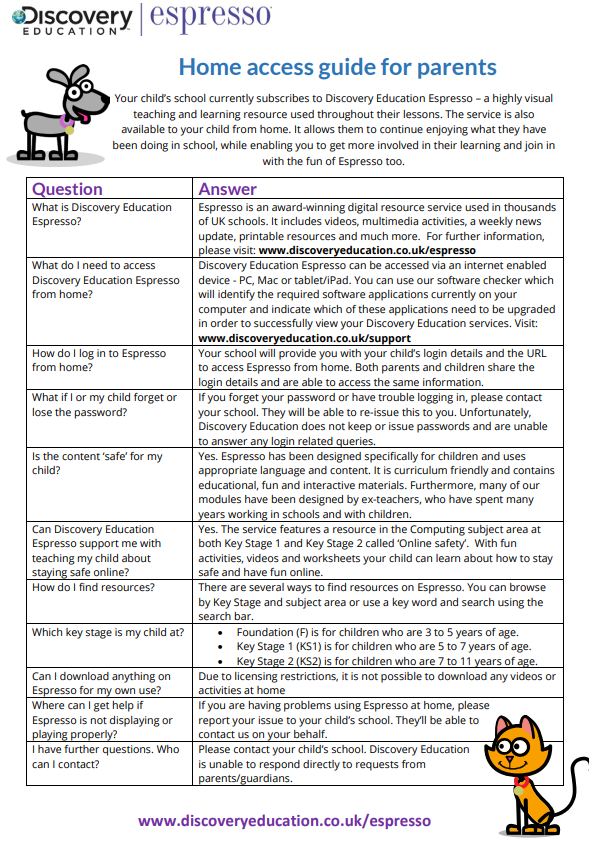 Discovery
EDUCATION
espresso
Home access guide for parents
Your child's school currently subscribes to Discovery Education Espresso – a highly visual
teaching and learning resource used throughout their lessons. The service is also
available to your child from home. It allows them to continue enjoying what they have
been doing in school, while enabling you to get more involved in their learning and join in
with the fun of Espresso too.
Question
Answer
What is Discovery Education
Espresso?
Espresso is an award-winning digital resource service used in thousands
of UK schools. It includes videos, multimedia activities, a weekly news
update, printable resources and much more. For further information,
please visit: www.discoveryeducation.co.uk/espresso
What do I need to access
Discovery Education Espresso
from home?
Discovery Education Espresso can be accessed via an internet enabled
device - PC, Mac or tablet/iPad. You can use our software checker which
will identify the required software applications currently on your
computer and indicate which of these applications need to be upgraded
in order to successfully view your Discovery Education services. Visit:
www.discoveryeducation.co.uk/support
How do I log in to Espresso
from home?
Your school will provide you with your child's login details and the URL
to access Espresso from home. Both parents and children share the
login details and are able to access the same information.
What if I or my child forget or
lose the password?
If you forget your password or have trouble logging in, please contact
your school. They will be able to re-issue this to you. Unfortunately,
Discovery Education does not keep or issue passwords and are unable
to answer any login related queries.
Is the content 'safe' for my
child?
Yes. Espresso has been designed specifically for children and uses
appropriate language and content. It is curriculum friendly and contains
educational, fun and interactive materials. Furthermore, many of our
modules have been designed by ex-teachers, who have spent many
years working in schools and with children.
Can Discovery Education
Espresso support me with
teaching my child about
staying safe online?
Yes. The service features a resource in the Computing subject area at
both Key Stage 1 and Key Stage 2 called 'Online safety'. With fun
activities, videos and worksheets your child can learn about how to stay
safe and have fun online.
How do I find resources?
There are several ways to find resources on Espresso. You can browse
by Key Stage and subject area or use a key word and search using the
search bar.
Which key stage is my child at?
• Foundation (F) is for children who are 3 to 5 years of age.
• Key Stage 1 (KS1) is for children who are 5 to 7 years of age.
• Key Stage 2 (KS2) is for children who are 7 to 11 years of age.
Can I download anything on
Espresso for my own use?
Due to licensing restrictions, it is not possible to download any videos or
activities at home
Where can I get help if
Espresso is not displaying or
playing properly?
If you are having problems using Espresso at home, please
report your issue to your child's school. They'll be able to
contact us on your behalf.
I have further questions. Who
can I contact?
Please contact your child's school. Discovery Education
is unable to respond directly to requests from
parents/guardians.
www.discoveryeducation.co.uk/espresso